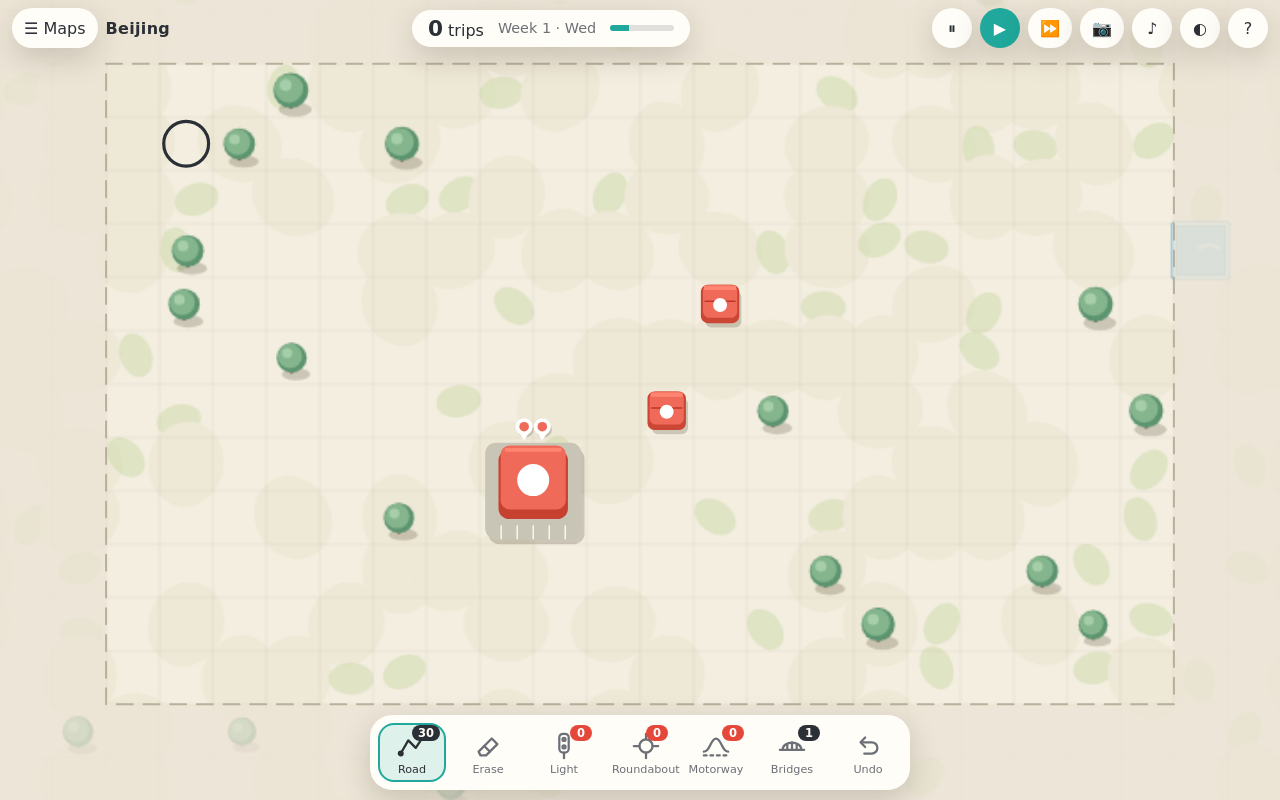 ☰ Maps
Beijing
0 trips Week 1 · Wed
?
30
Road
Erase
0
Light
0
Roundabout
0
Motorway
1
Bridges
Undo